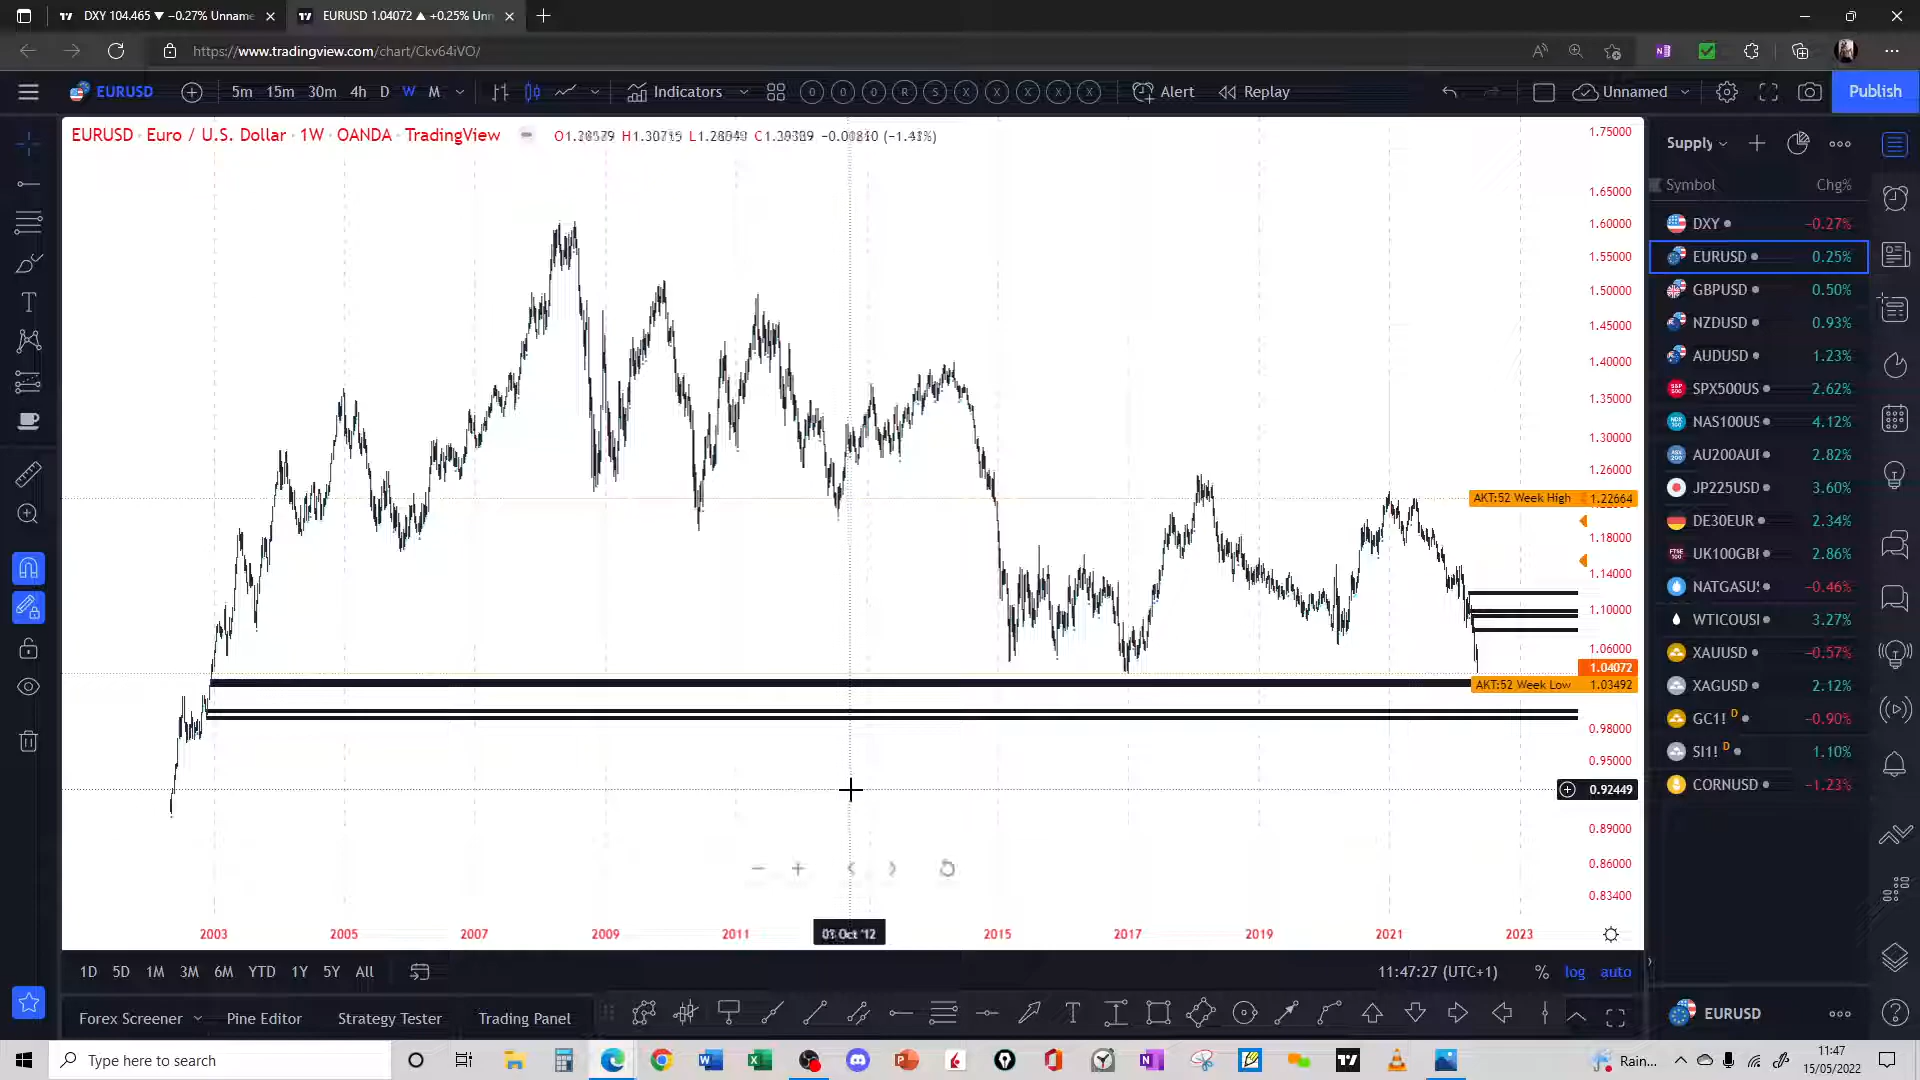 DXY 104.465 ▼ −0.27% Unname
EURUSD 1.04072 ▲ +0.25% Unn
https://www.tradingview.com/chart/Ckv64iVO/
EURUSD 5m 15m 30m 4h D W M Indicators 0 0 0 R S X X X X X Alert Replay Unnamed Publish
EURUSD · Euro / U.S. Dollar · 1W · OANDA · TradingView
1.75000
1.65000
1.60000
1.55000
1.50000
1.45000
1.40000
1.35000
1.30000
1.26000
AKT:52 Week High 1.22664
1.18000
1.14000
1.10000
1.06000
1.04072
AKT:52 Week Low 1.03492
0.98000
0.95000
0.92449
0.89000
0.86000
0.83400
2003 2005 2007 2009 2011 Oct '12 2015 2017 2019 2021 2023
Supply
Symbol Chg%
DXY −0.27%
EURUSD 0.25%
GBPUSD 0.50%
NZDUSD 0.93%
AUDUSD 1.23%
SPX500US 2.62%
NAS100US 4.12%
AU200AUI 2.82%
JP225USD 3.60%
DE30EUR 2.34%
UK100GBI 2.86%
NATGASU: −0.46%
WTICOUSI 3.27%
XAUUSD −0.57%
XAGUSD 2.12%
GC1! D −0.90%
SI1! D 1.10%
CORNUSD −1.23%
1D 5D 1M 3M 6M YTD 1Y 5Y All 11:47:27 (UTC+1) % log auto
Forex Screener Pine Editor Strategy Tester Trading Panel
EURUSD
Type here to search
Rain...
11:47
15/05/2022